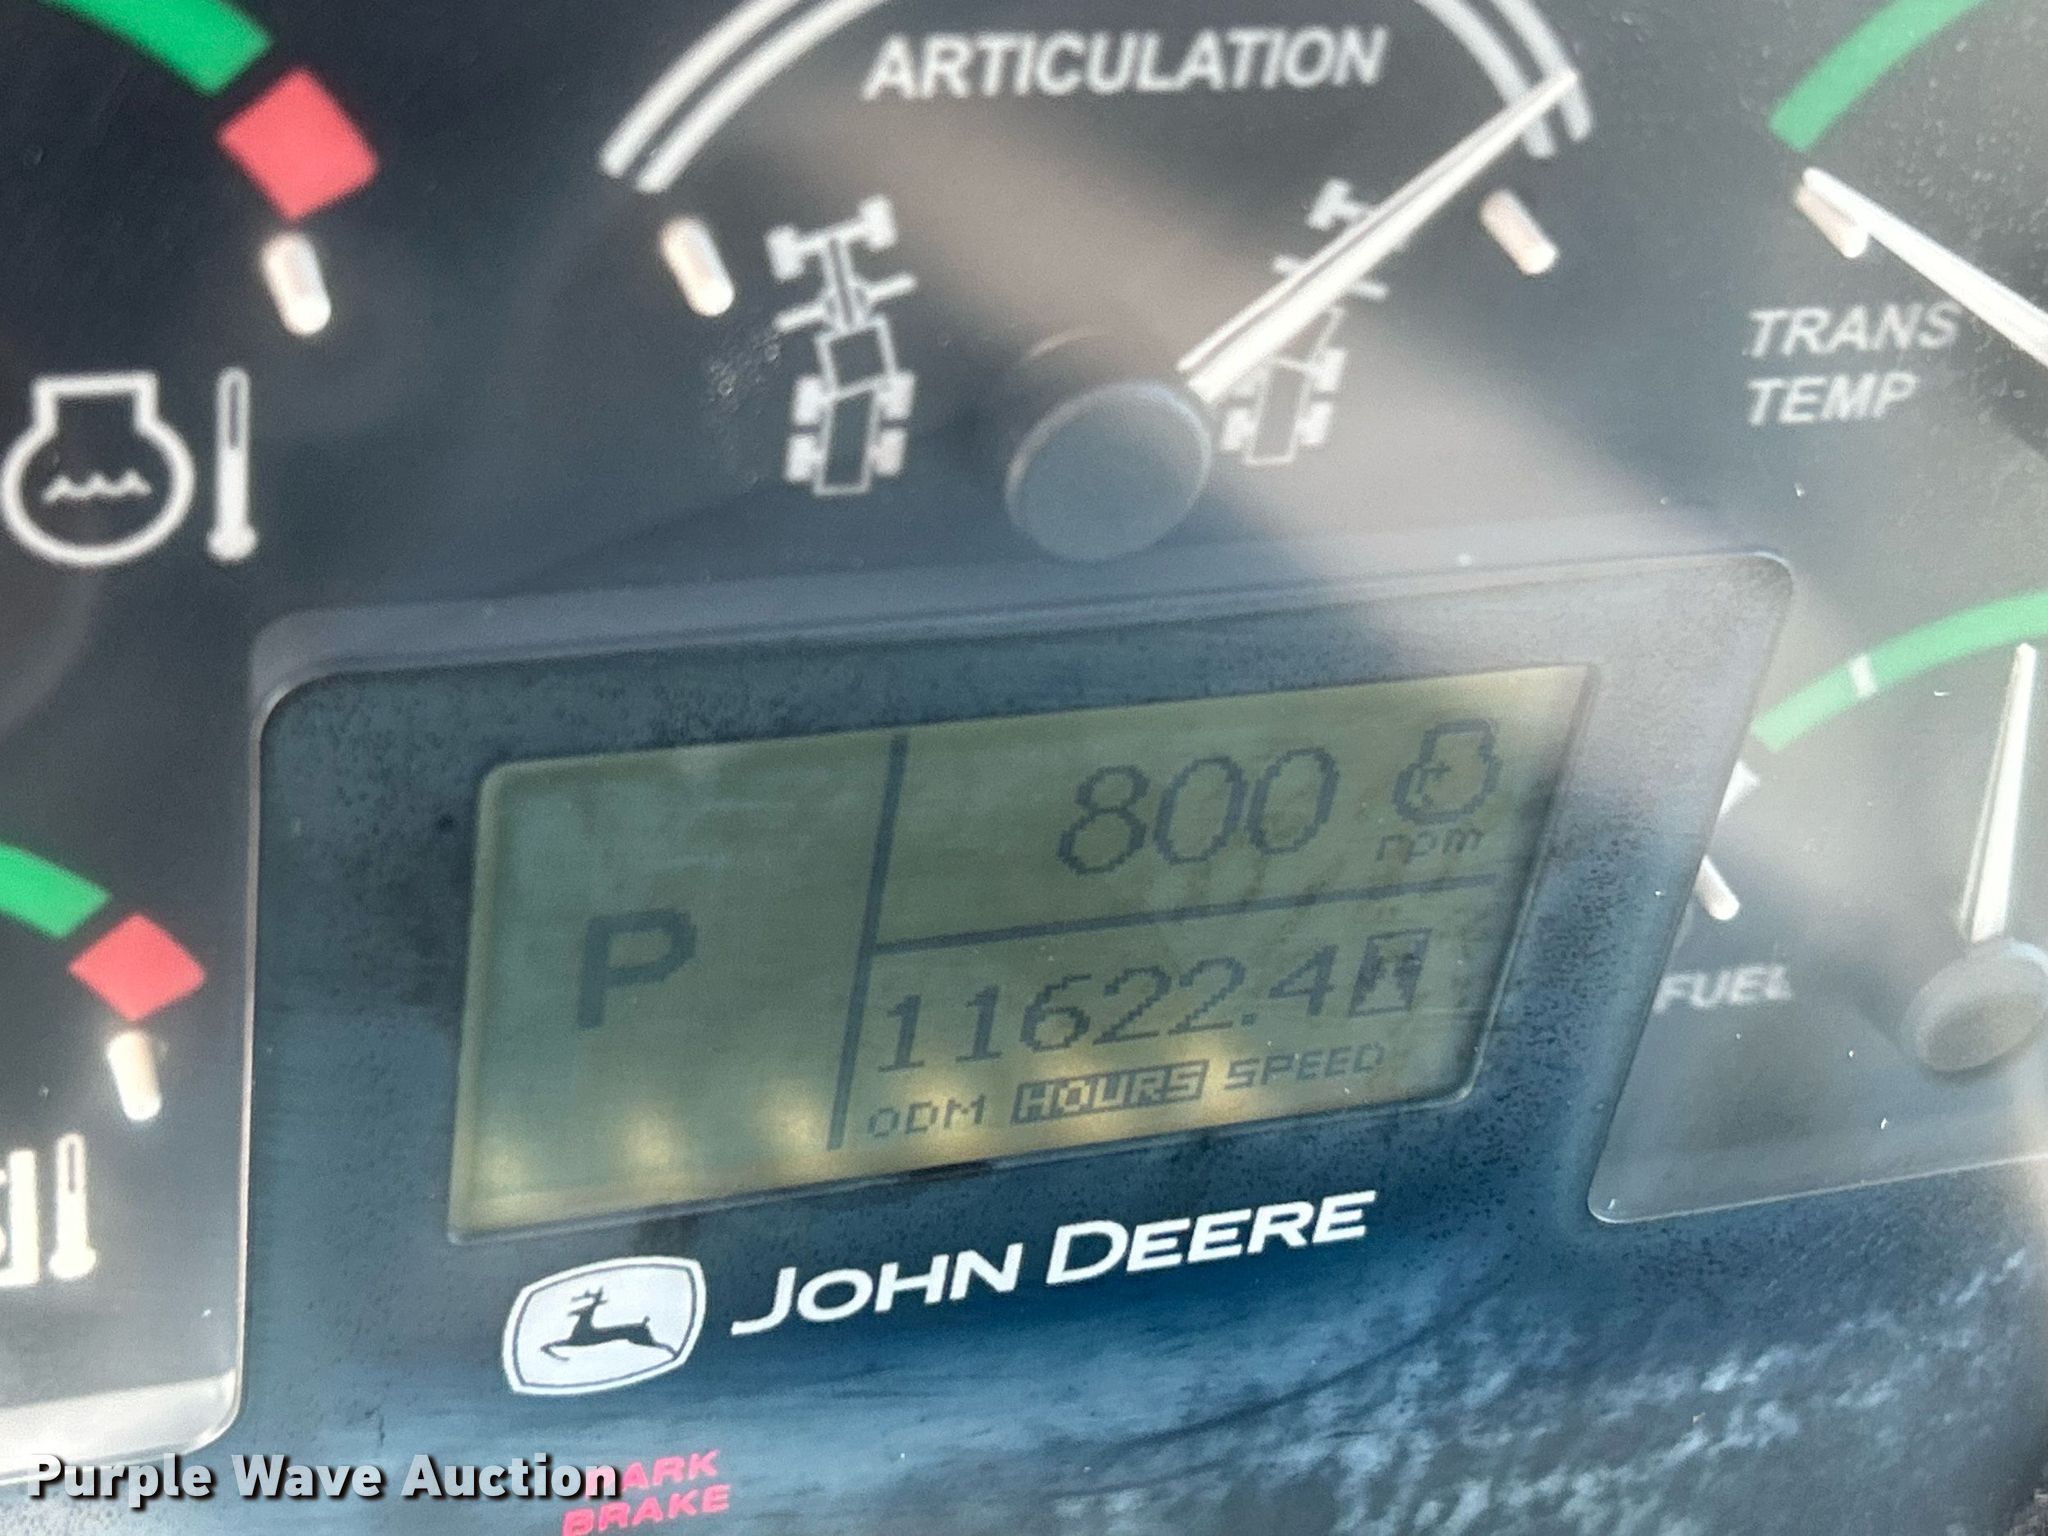 ARTICULATION
TRANS
TEMP
800
rpm
P
11622.4
ODM HOURS SPEED
FUEL
JOHN DEERE
PARK
BRAKE
Purple Wave Auction